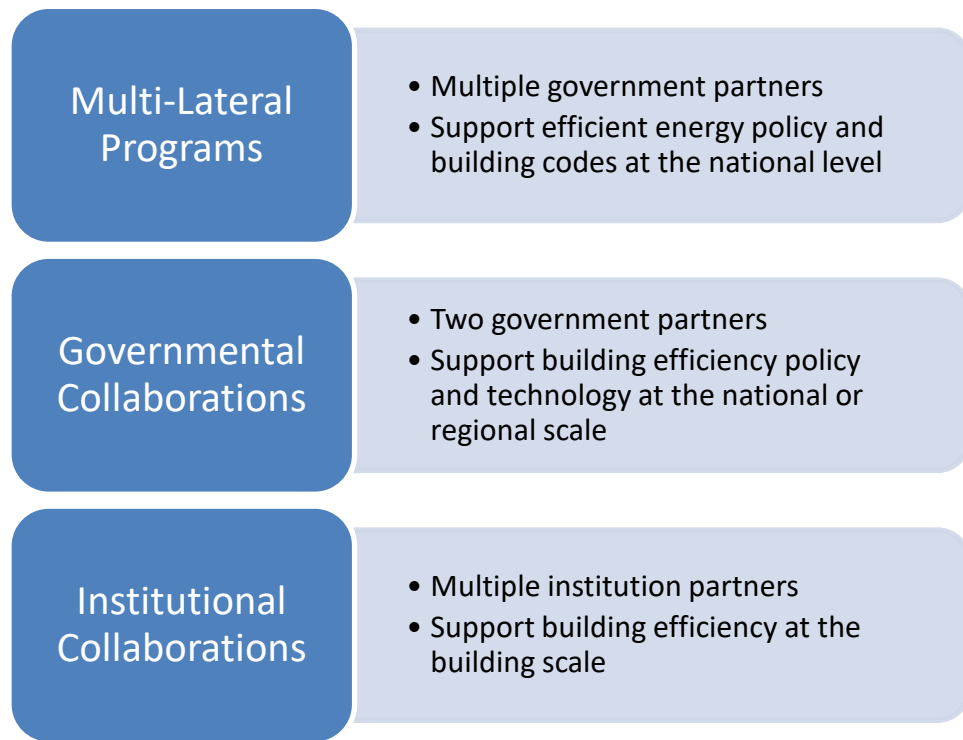 Multi-Lateral
Programs
• Multiple government partners
• Support efficient energy policy and
building codes at the national level
Governmental
Collaborations
• Two government partners
• Support building efficiency policy
and technology at the national or
regional scale
Institutional
Collaborations
• Multiple institution partners
• Support building efficiency at the
building scale